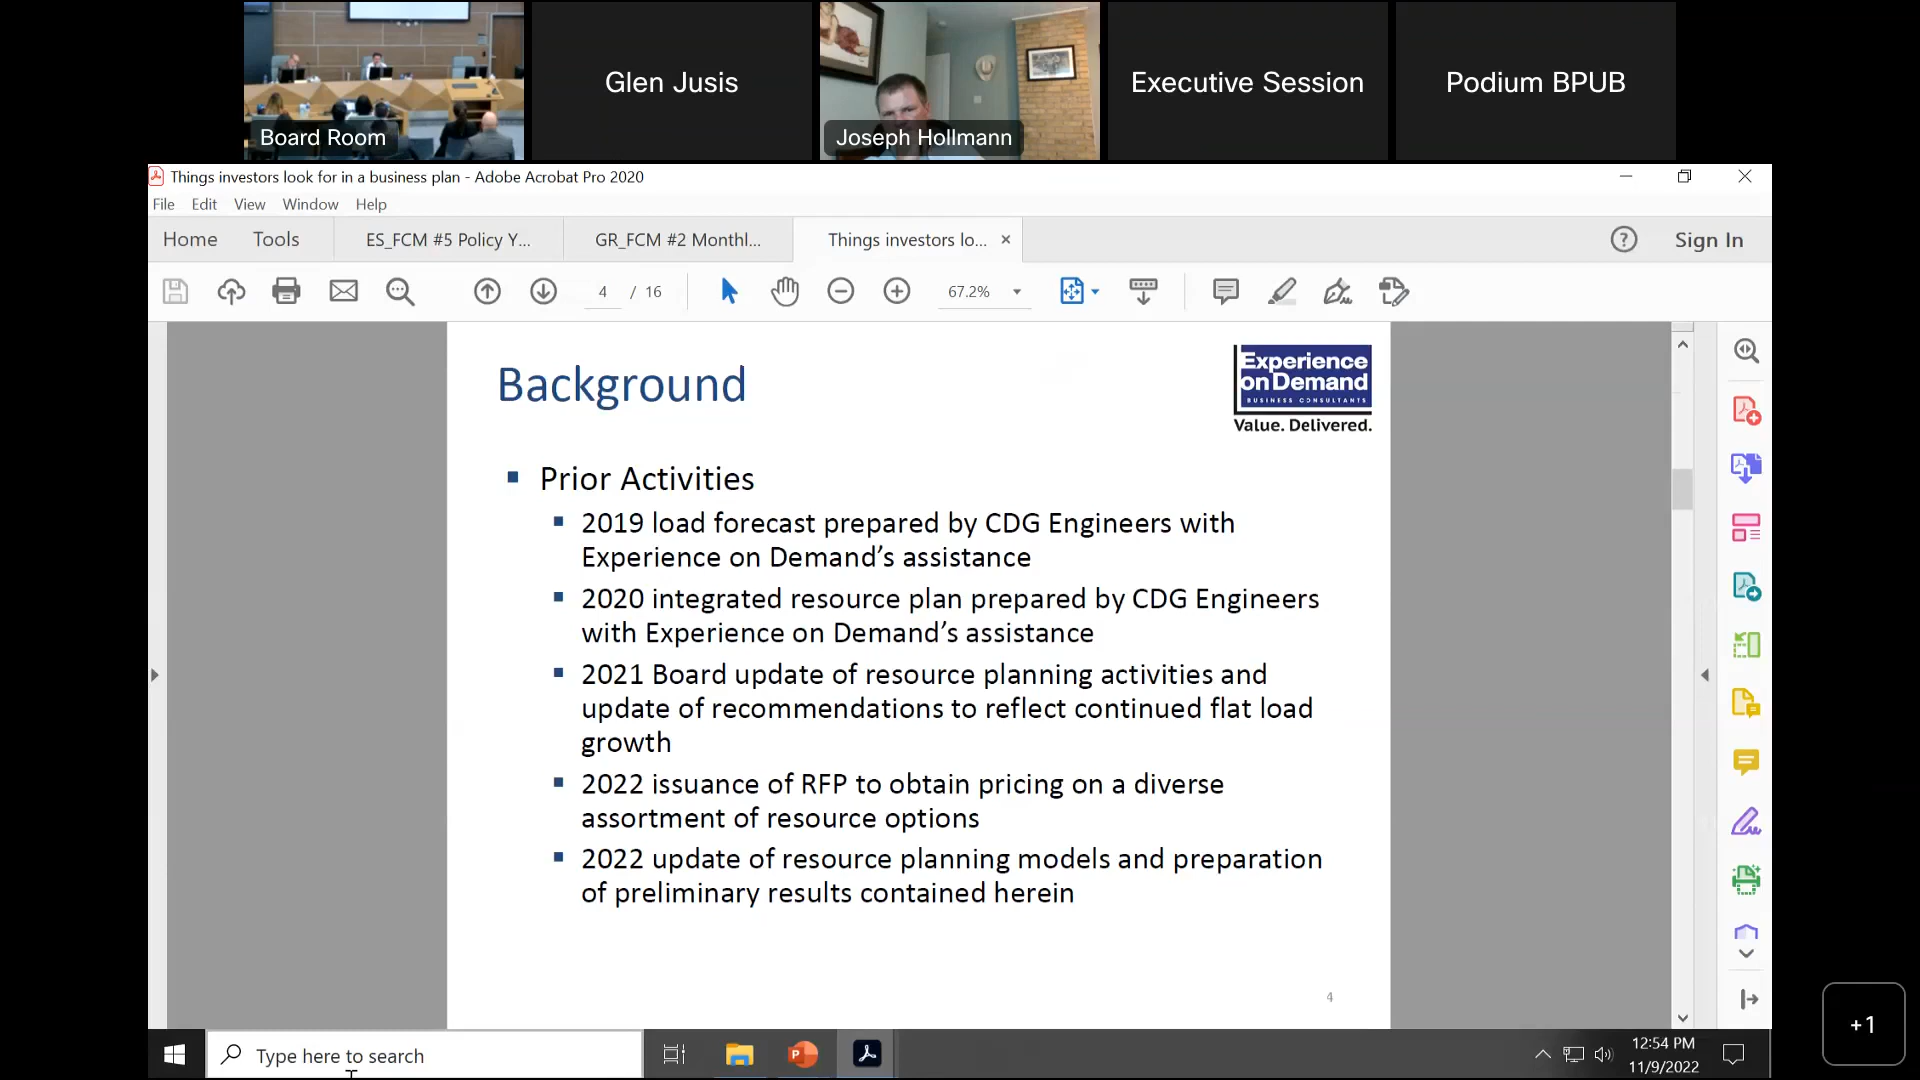 Board Room
Glen Jusis
Joseph Hollmann
Executive Session
Podium BPUB
Things investors look for in a business plan - Adobe Acrobat Pro 2020
File Edit View Window Help
Home Tools ES_FCM #5 Policy Y... GR_FCM #2 Monthl... Things investors lo... × ? Sign In
4 / 16 67.2%
Background
Experience
on Demand
BUSINESS CONSULTANTS
Value. Delivered.
Prior Activities
2019 load forecast prepared by CDG Engineers with
Experience on Demand’s assistance
2020 integrated resource plan prepared by CDG Engineers
with Experience on Demand’s assistance
2021 Board update of resource planning activities and
update of recommendations to reflect continued flat load
growth
2022 issuance of RFP to obtain pricing on a diverse
assortment of resource options
2022 update of resource planning models and preparation
of preliminary results contained herein
4
+1
Type here to search
12:54 PM
11/9/2022